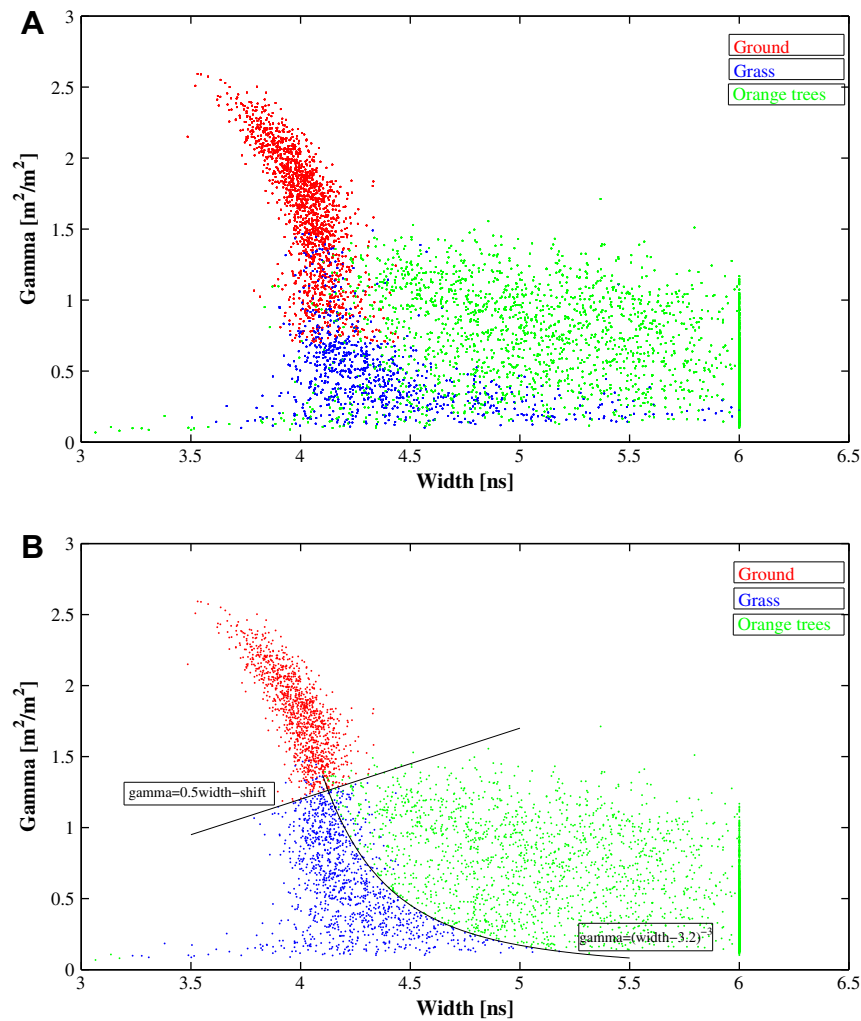 A
3
2.5
2
1.5
1
0.5
0
Gamma [m²/m²]
Ground
Grass
Orange trees
3 3.5 4 4.5 5 5.5 6 6.5
Width [ns]
B
3
2.5
2
1.5
1
0.5
0
Gamma [m²/m²]
Ground
Grass
Orange trees
gamma=0.5width−shift
gamma=(width−3.2)⁻³
3 3.5 4 4.5 5 5.5 6 6.5
Width [ns]